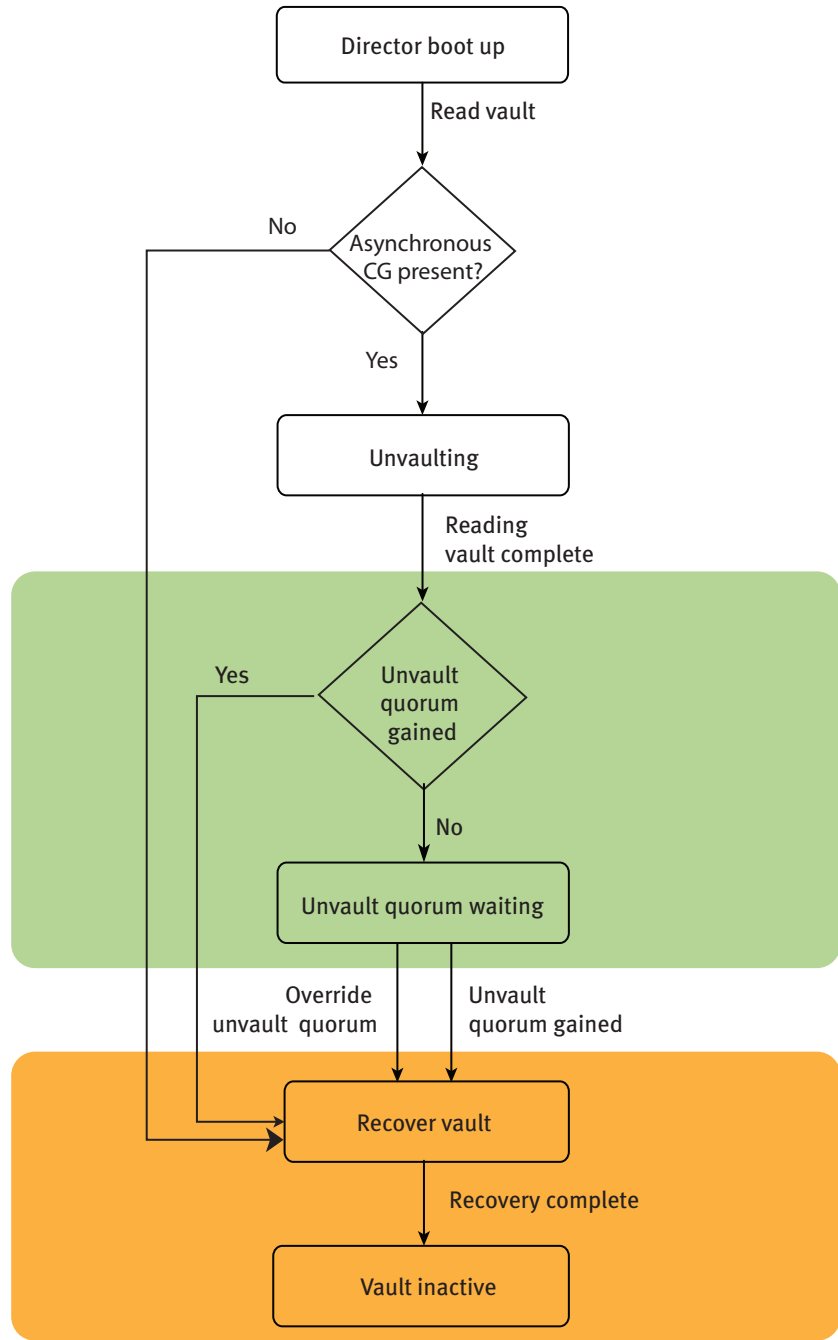 Director boot up
Read vault
No
Asynchronous
CG present?
Yes
Unvaulting
Reading
vault complete
Yes
Unvault
quorum
gained
No
Unvault quorum waiting
Override
unvault quorum
Unvault
quorum gained
Recover vault
Recovery complete
Vault inactive